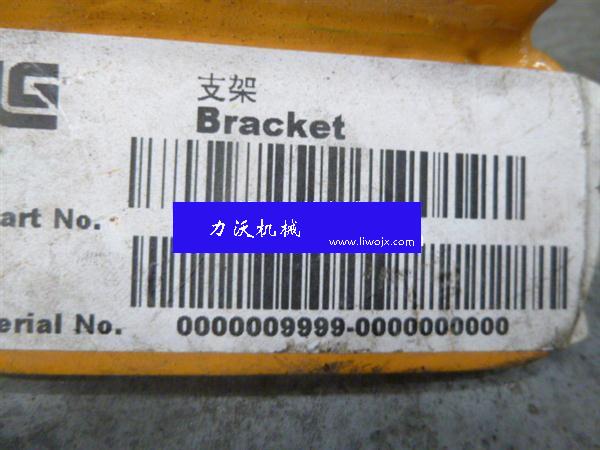 支架
Bracket
art No.
力沃机械
www.liwojx.com
erial No. 0000009999-0000000000